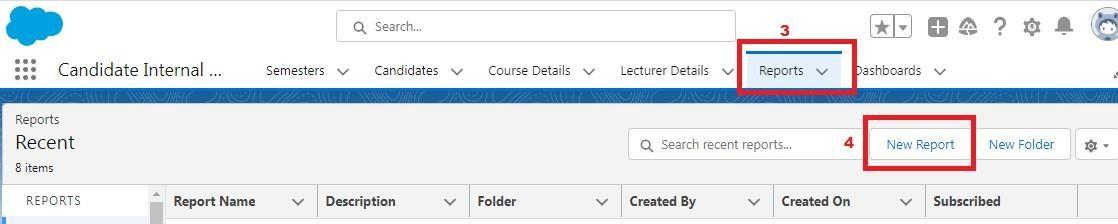 Search...
3
Candidate Internal ... Semesters Candidates Course Details Lecturer Details Reports Dashboards
Reports
Recent
8 items
Search recent reports... 4 New Report New Folder
REPORTS Report Name Description Folder Created By Created On Subscribed